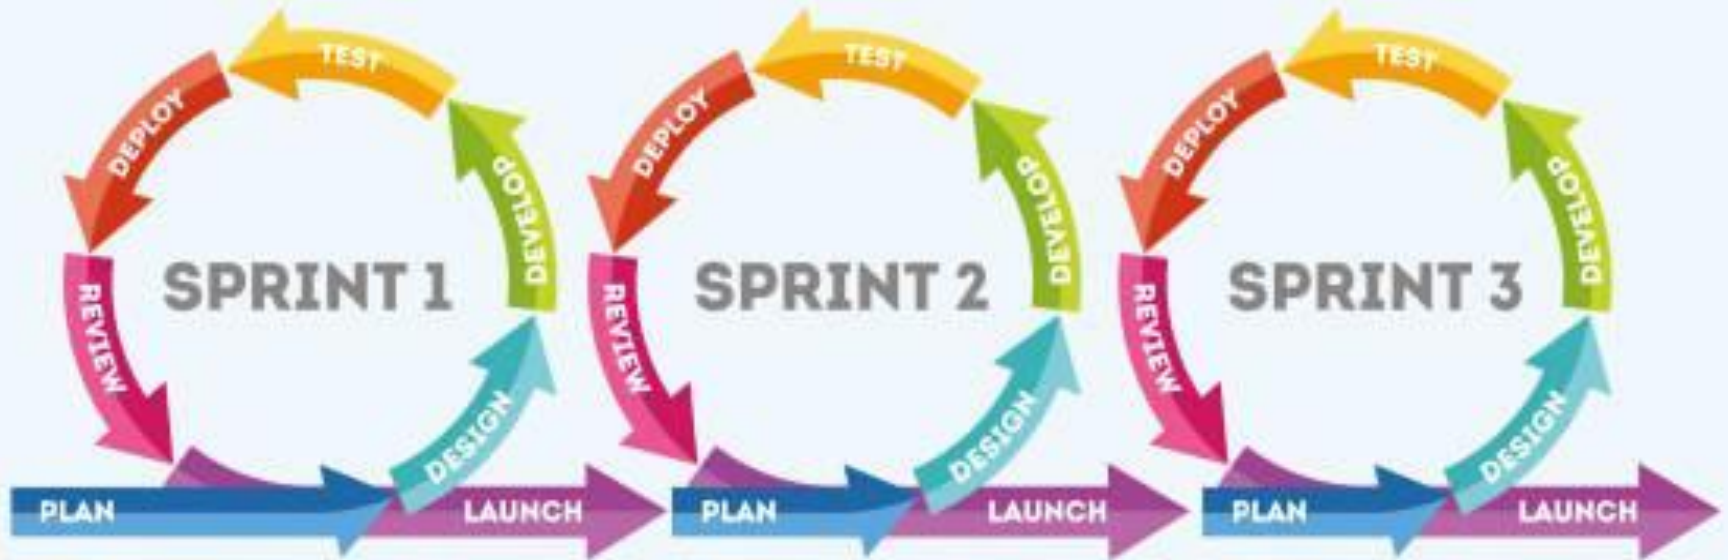 TEST
DEPLOY
DEVELOP
SPRINT 1
REVIEW
DESIGN
PLAN
LAUNCH
TEST
DEPLOY
DEVELOP
SPRINT 2
REVIEW
DESIGN
PLAN
LAUNCH
TEST
DEPLOY
DEVELOP
SPRINT 3
REVIEW
DESIGN
PLAN
LAUNCH